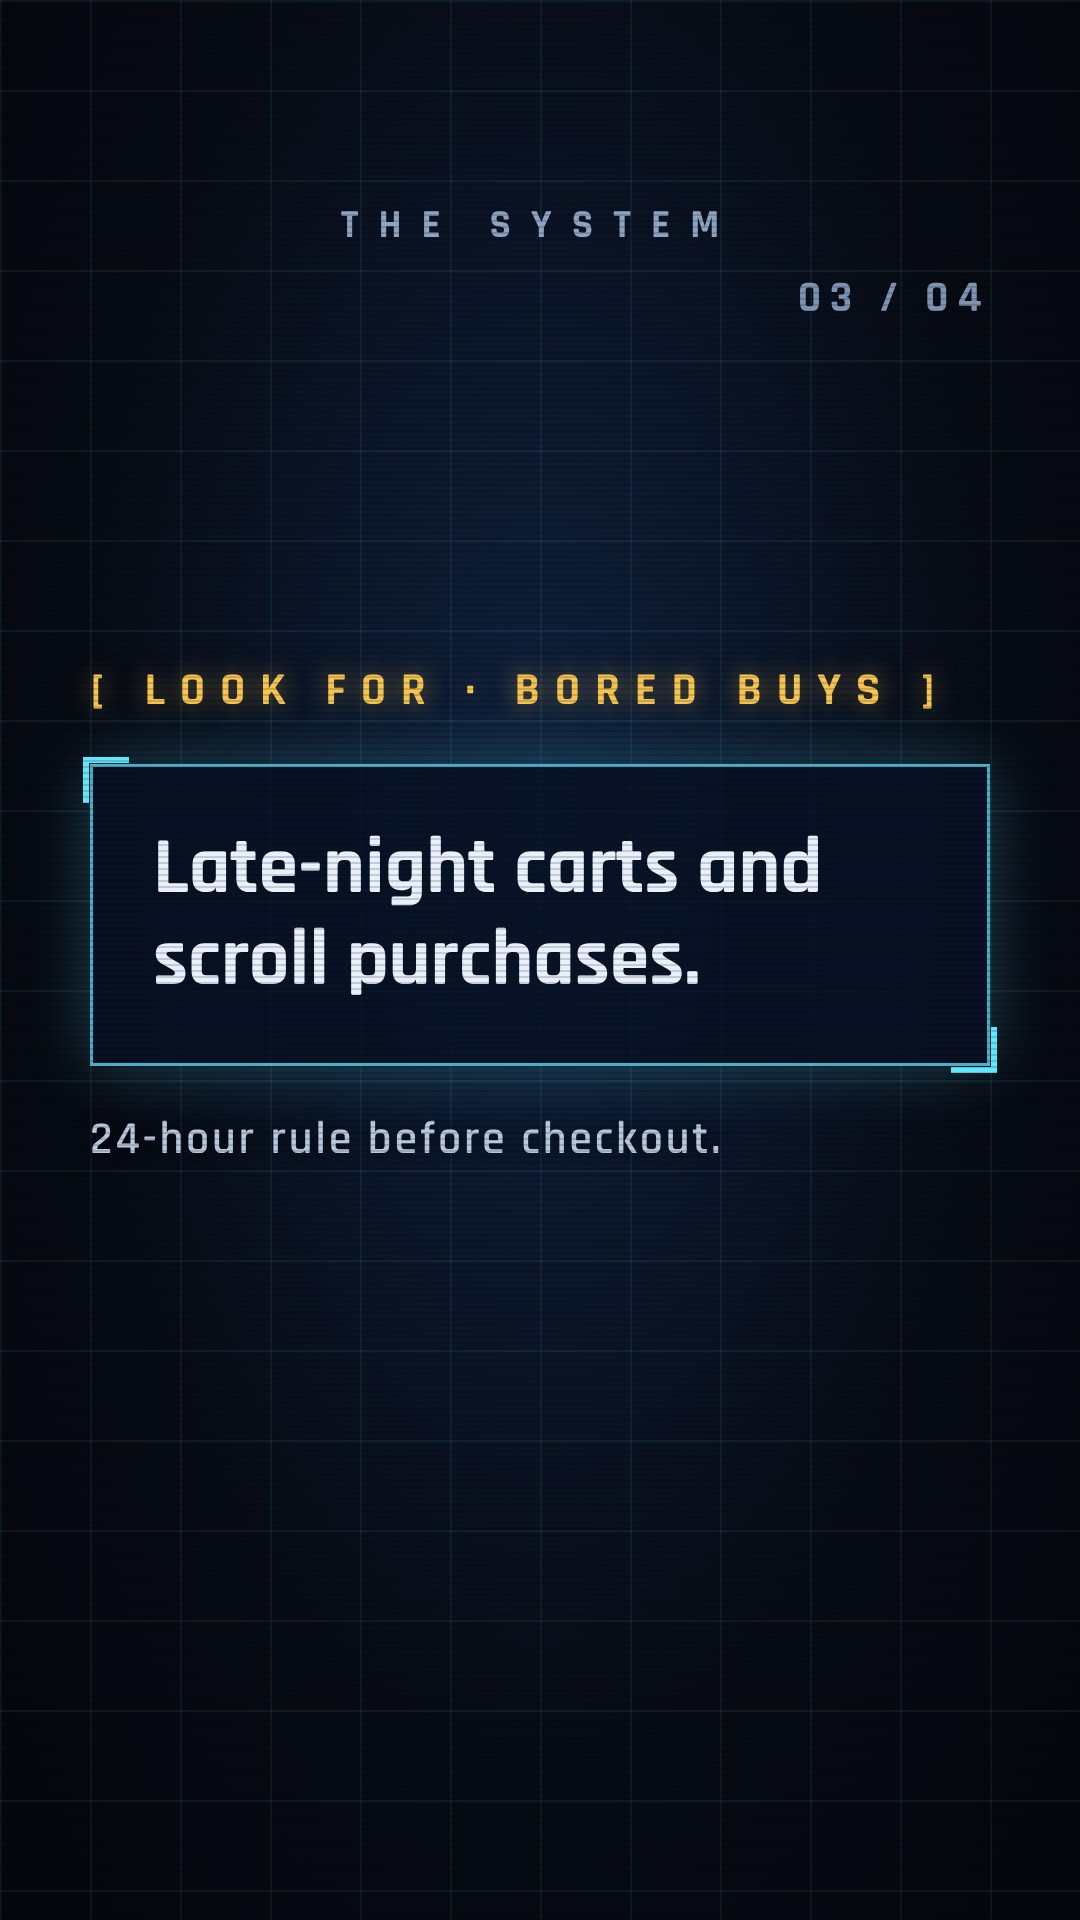 THE SYSTEM
03 / 04
[ LOOK FOR · BORED BUYS ]
Late-night carts and
scroll purchases.
24-hour rule before checkout.